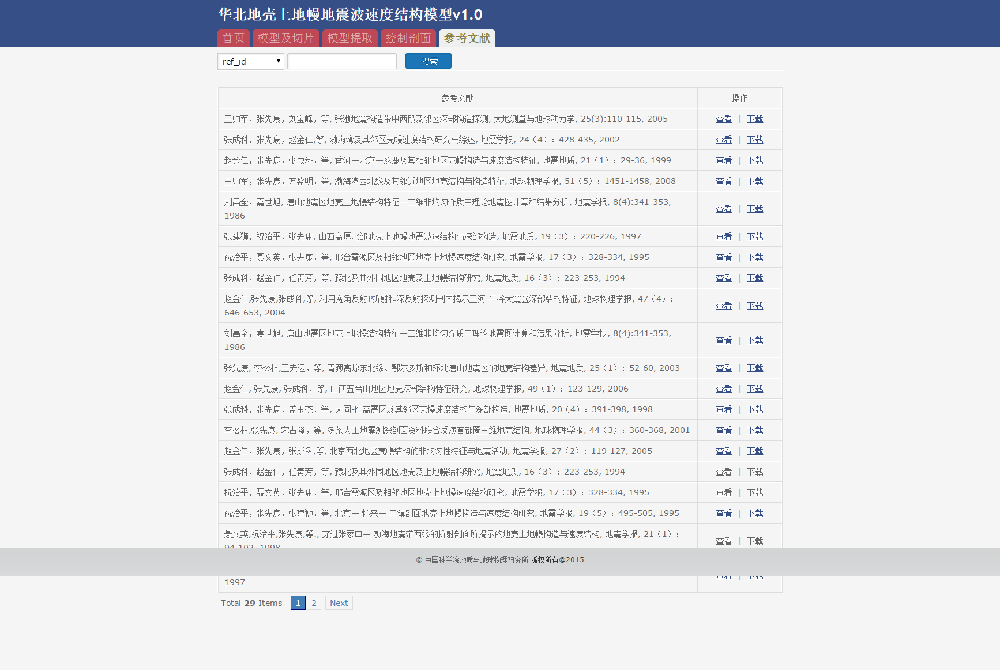 华北地壳上地幔地震波速度结构模型v1.0
首页 模型及切片 模型提取 控制剖面 参考文献
ref_id 搜索
参考文献 操作
王帅军，张先康，刘宝峰，等, 张渤地震构造带中西段及邻区深部构造探测, 大地测量与地球动力学, 25(3):110-115, 2005 查看 | 下载
张成科，张先康，赵金仁,等, 渤海湾及其邻区壳幔速度结构研究与综述, 地震学报, 24（4）：428-435, 2002 查看 | 下载
赵金仁，张先康，张成科，等, 香河—北京—涿鹿及其相邻地区壳幔构造与速度结构特征, 地震地质, 21（1）：29-36, 1999 查看 | 下载
王帅军，张先康，方盛明，等, 渤海湾西北缘及其邻近地区地壳结构与构造特征, 地球物理学报, 51（5）：1451-1458, 2008 查看 | 下载
刘昌全，嘉世旭, 唐山地震区地壳上地慢结构特征—二维非均匀介质中理论地震图计算和结果分析, 地震学报, 8(4):341-353,
1986 查看 | 下载
张建狮，祝治平，张先康, 山西高原北部地壳上地幔地震波速结构与深部构造, 地震地质, 19（3）：220-226, 1997 查看 | 下载
祝治平，聂文英，张先康，等, 邢台震源区及相邻地区地壳上地慢速度结构研究, 地震学报, 17（3）：328-334, 1995 查看 | 下载
张成科，赵金仁，任青芳，等, 豫北及其外围地区地壳及上地幔结构研究, 地震地质, 16（3）：223-253, 1994 查看 | 下载
赵金仁,张先康,张成科,等, 利用宽角反射P折射和深反射探测剖面揭示三河-平谷大震区深部结构特征, 地球物理学报, 47（4）：
646-653, 2004 查看 | 下载
刘昌全，嘉世旭, 唐山地震区地壳上地慢结构特征—二维非均匀介质中理论地震图计算和结果分析, 地震学报, 8(4):341-353,
1986 查看 | 下载
张先康, 李松林,王夫运，等, 青藏高原东北缘、鄂尔多斯和环北唐山地震区的地壳结构差异, 地震地质, 25（1）：52-60, 2003 查看 | 下载
赵金仁, 张先康, 张成科，等, 山西五台山地区地壳深部结构特征研究, 地球物理学报, 49（1）：123-129, 2006 查看 | 下载
张成科，张先康，盖玉杰，等, 大同-阳高震区及其邻区壳慢速度结构与深部构造, 地震地质, 20（4）：391-398, 1998 查看 | 下载
李松林,张先康, 宋占隆，等, 多条人工地震测深剖面资料联合反演首都圈三维地壳结构, 地球物理学报, 44（3）：360-368, 2001 查看 | 下载
赵金仁，张先康，张成科,等, 北京西北地区壳幔结构的非均匀性特征与地震活动, 地震学报, 27（2）：119-127, 2005 查看 | 下载
张成科，赵金仁，任青芳，等, 豫北及其外围地区地壳及上地幔结构研究, 地震地质, 16（3）：223-253, 1994 查看 | 下载
祝治平，聂文英，张先康，等, 邢台震源区及相邻地区地壳上地慢速度结构研究, 地震学报, 17（3）：328-334, 1995 查看 | 下载
祝治平，张先康，张建狮，等, 北京— 怀来— 丰镇剖面地壳上地幔构造与速度结构研究, 地震学报, 19（5）：495-505, 1995 查看 | 下载
聂文英,祝治平,张先康,等., 穿过张家口— 渤海地震带西缘的折射剖面所揭示的地壳上地幔构造与速度结构, 地震学报, 21（1）：
94-102, 1998 查看 | 下载
© 中国科学院地质与地球物理研究所 版权所有@2015
1997 查看 | 下载
Total 29 Items 1 2 Next